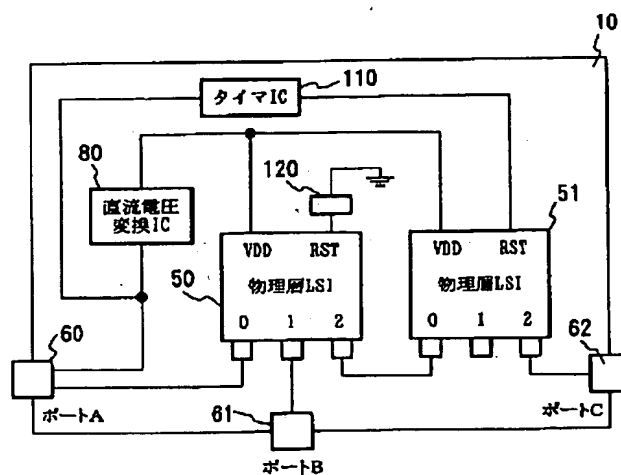 10
タイマIC
110
80
直流電圧
変換IC
120
51
VDD RST
物理層LSI
0 1 2
50
VDD RST
物理層LSI
0 1 2
60
ポートA
61
ポートB
62
ポートC